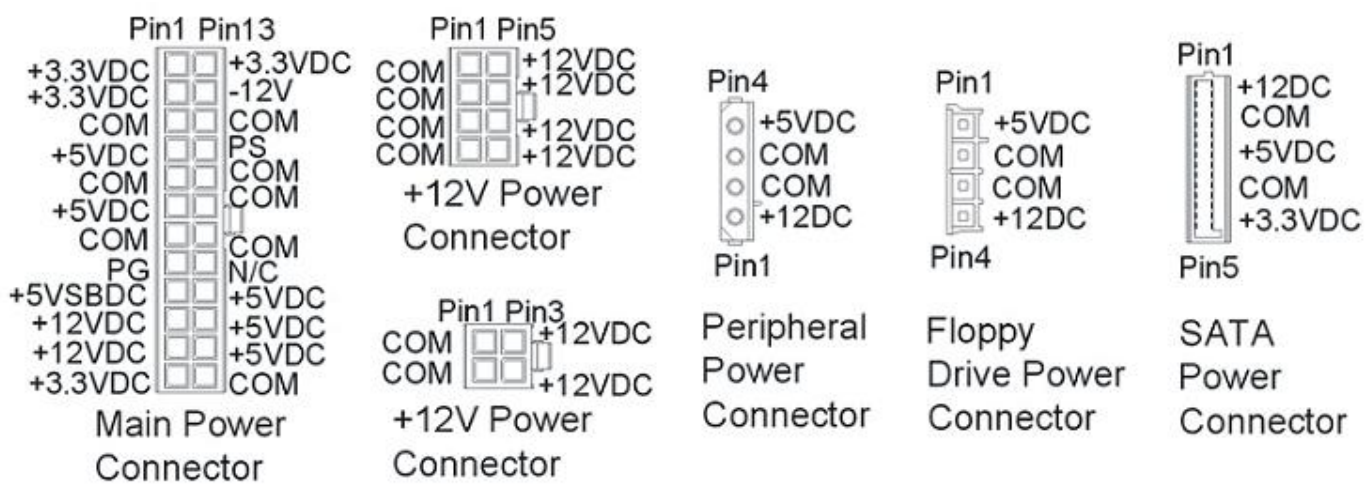 Pin1 Pin13
+3.3VDC +3.3VDC
+3.3VDC -12V
COM COM
+5VDC PS
COM COM
+5VDC COM
COM COM
PG N/C
+5VSBDC +5VDC
+12VDC +5VDC
+12VDC +5VDC
+3.3VDC COM
Main Power
Connector
Pin1 Pin5
COM +12VDC
COM +12VDC
COM +12VDC
COM +12VDC
+12V Power
Connector
Pin1 Pin3
COM +12VDC
COM +12VDC
+12V Power
Connector
Pin4
+5VDC
COM
COM
+12DC
Pin1
Peripheral
Power
Connector
Pin1
+5VDC
COM
COM
+12DC
Pin4
Floppy
Drive Power
Connector
Pin1
+12DC
COM
+5VDC
COM
+3.3VDC
Pin5
SATA
Power
Connector